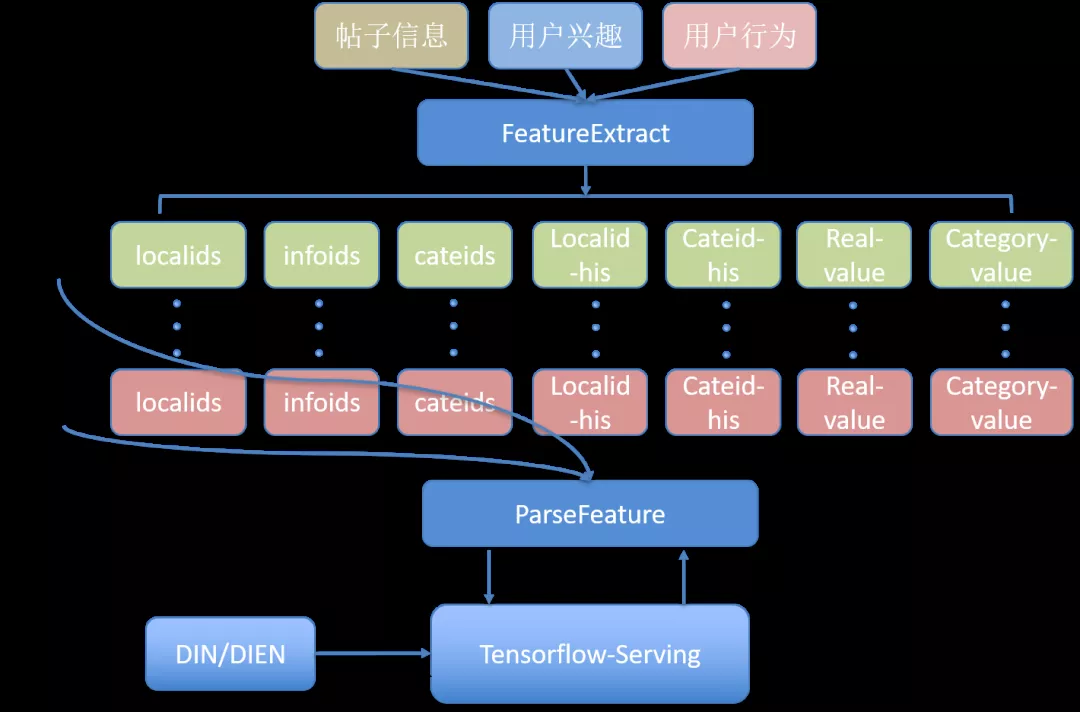 帖子信息
用户兴趣
用户行为
FeatureExtract
localids
infoids
cateids
Localid
-his
Cateid-
his
Real-
value
Category-
value
localids
infoids
cateids
Localid
-his
Cateid-
his
Real-
value
Category-
value
ParseFeature
DIN/DIEN
Tensorflow-Serving